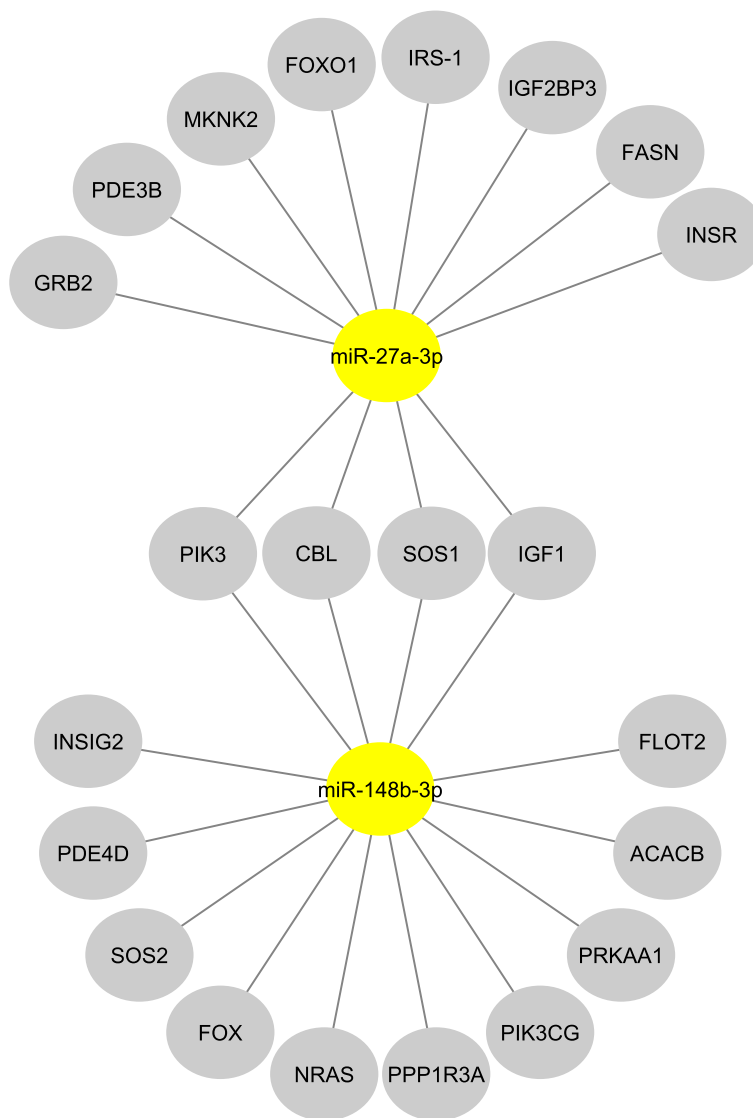 IRS-1
FOXO1
IGF2BP3
MKNK2
FASN
PDE3B
INSR
GRB2
miR-27a-3p
PIK3
CBL
SOS1
IGF1
INSIG2
FLOT2
miR-148b-3p
PDE4D
ACACB
SOS2
PRKAA1
FOX
PIK3CG
NRAS
PPP1R3A